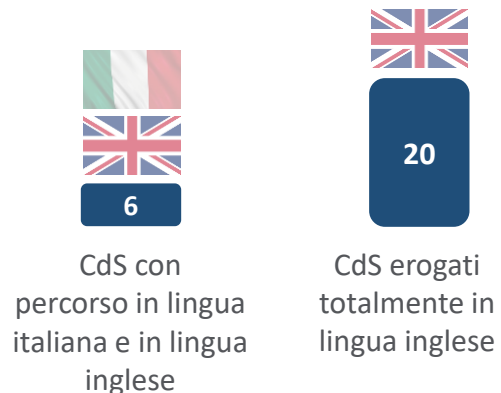 6
CdS con
percorso in lingua
italiana e in lingua
inglese
20
CdS erogati
totalmente in
lingua inglese